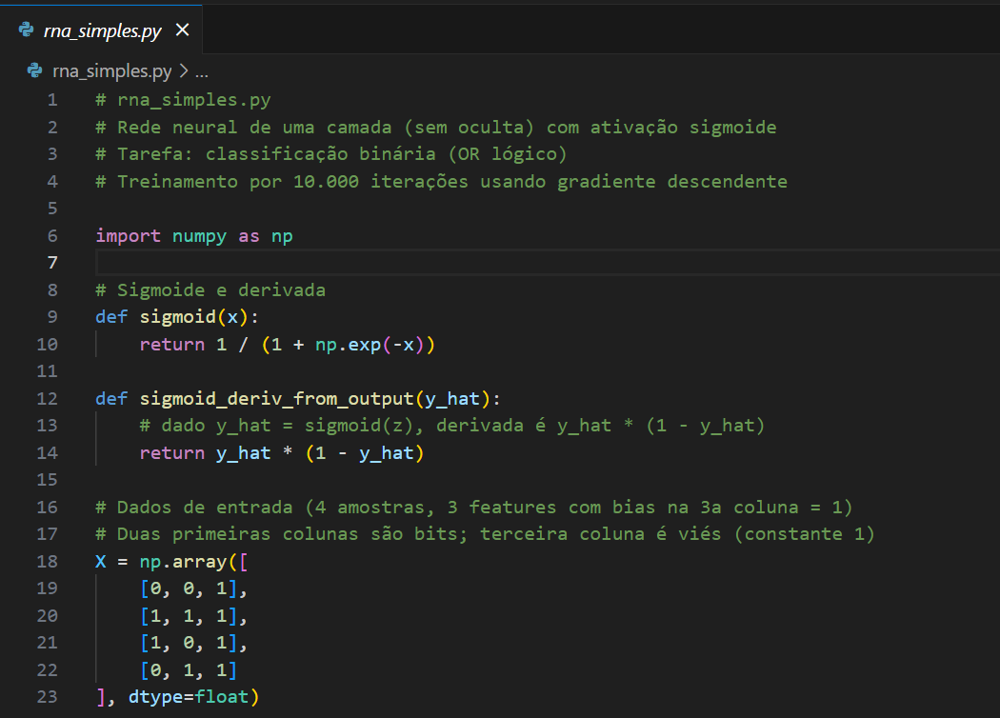 rna_simples.py
rna_simples.py > ...
1 # rna_simples.py
2 # Rede neural de uma camada (sem oculta) com ativação sigmoide
3 # Tarefa: classificação binária (OR lógico)
4 # Treinamento por 10.000 iterações usando gradiente descendente
5
6 import numpy as np
7
8 # Sigmoide e derivada
9 def sigmoid(x):
10     return 1 / (1 + np.exp(-x))
11
12 def sigmoid_deriv_from_output(y_hat):
13     # dado y_hat = sigmoid(z), derivada é y_hat * (1 - y_hat)
14     return y_hat * (1 - y_hat)
15
16 # Dados de entrada (4 amostras, 3 features com bias na 3a coluna = 1)
17 # Duas primeiras colunas são bits; terceira coluna é viés (constante 1)
18 X = np.array([
19     [0, 0, 1],
20     [1, 1, 1],
21     [1, 0, 1],
22     [0, 1, 1]
23 ], dtype=float)